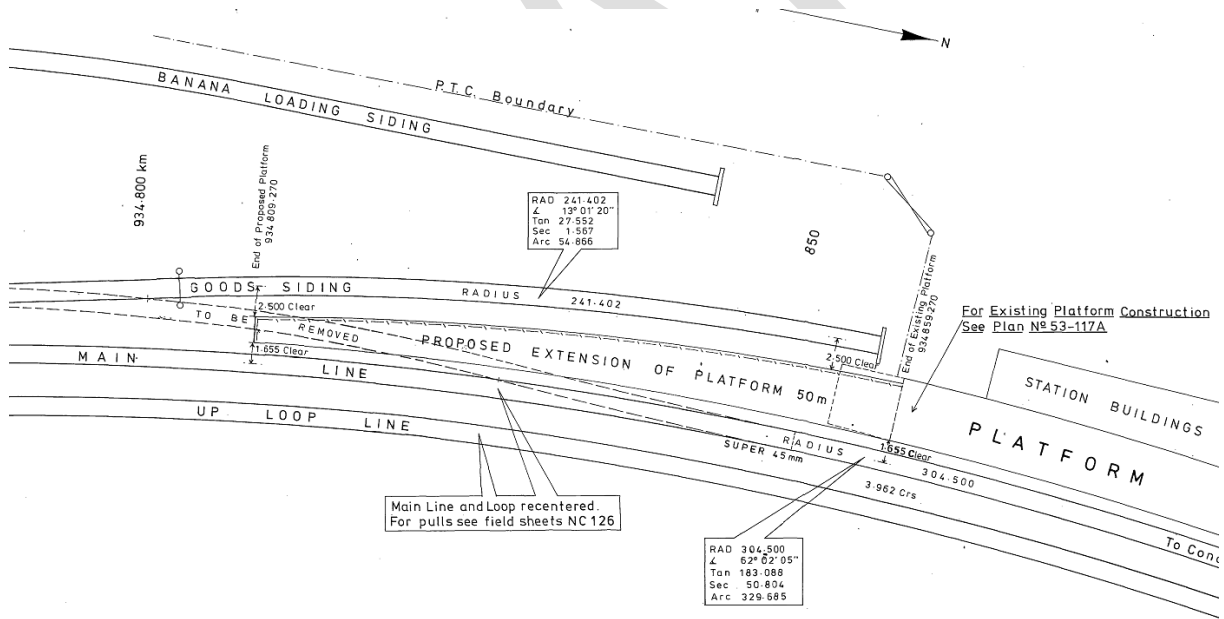 N
P.T.C. Boundary
BANANA LOADING SIDING
934·800 km
End of Proposed Platform
934 809·270
RAD 241·402
∡ 13° 01' 20"
Tan 27·552
Sec 1·567
Arc 54·866
850
End of Existing Platform
934 859·270
For Existing Platform Construction
See Plan Nº 53-117A
GOODS SIDING
RADIUS 241·402
2·500 Clear
TO BE REMOVED
PROPOSED EXTENSION OF PLATFORM 50m
2·500 Clear
STATION BUILDINGS
PLATFORM
1·655 Clear
MAIN LINE
UP LOOP LINE
SUPER 45mm
RADIUS 304·500
1·655 Clear
3·962 Crs
To Conc
Main Line and Loop recentered.
For pulls see field sheets NC 126
RAD 304·500
∡ 62° 02' 05"
Tan 183·088
Sec 50·804
Arc 329·685